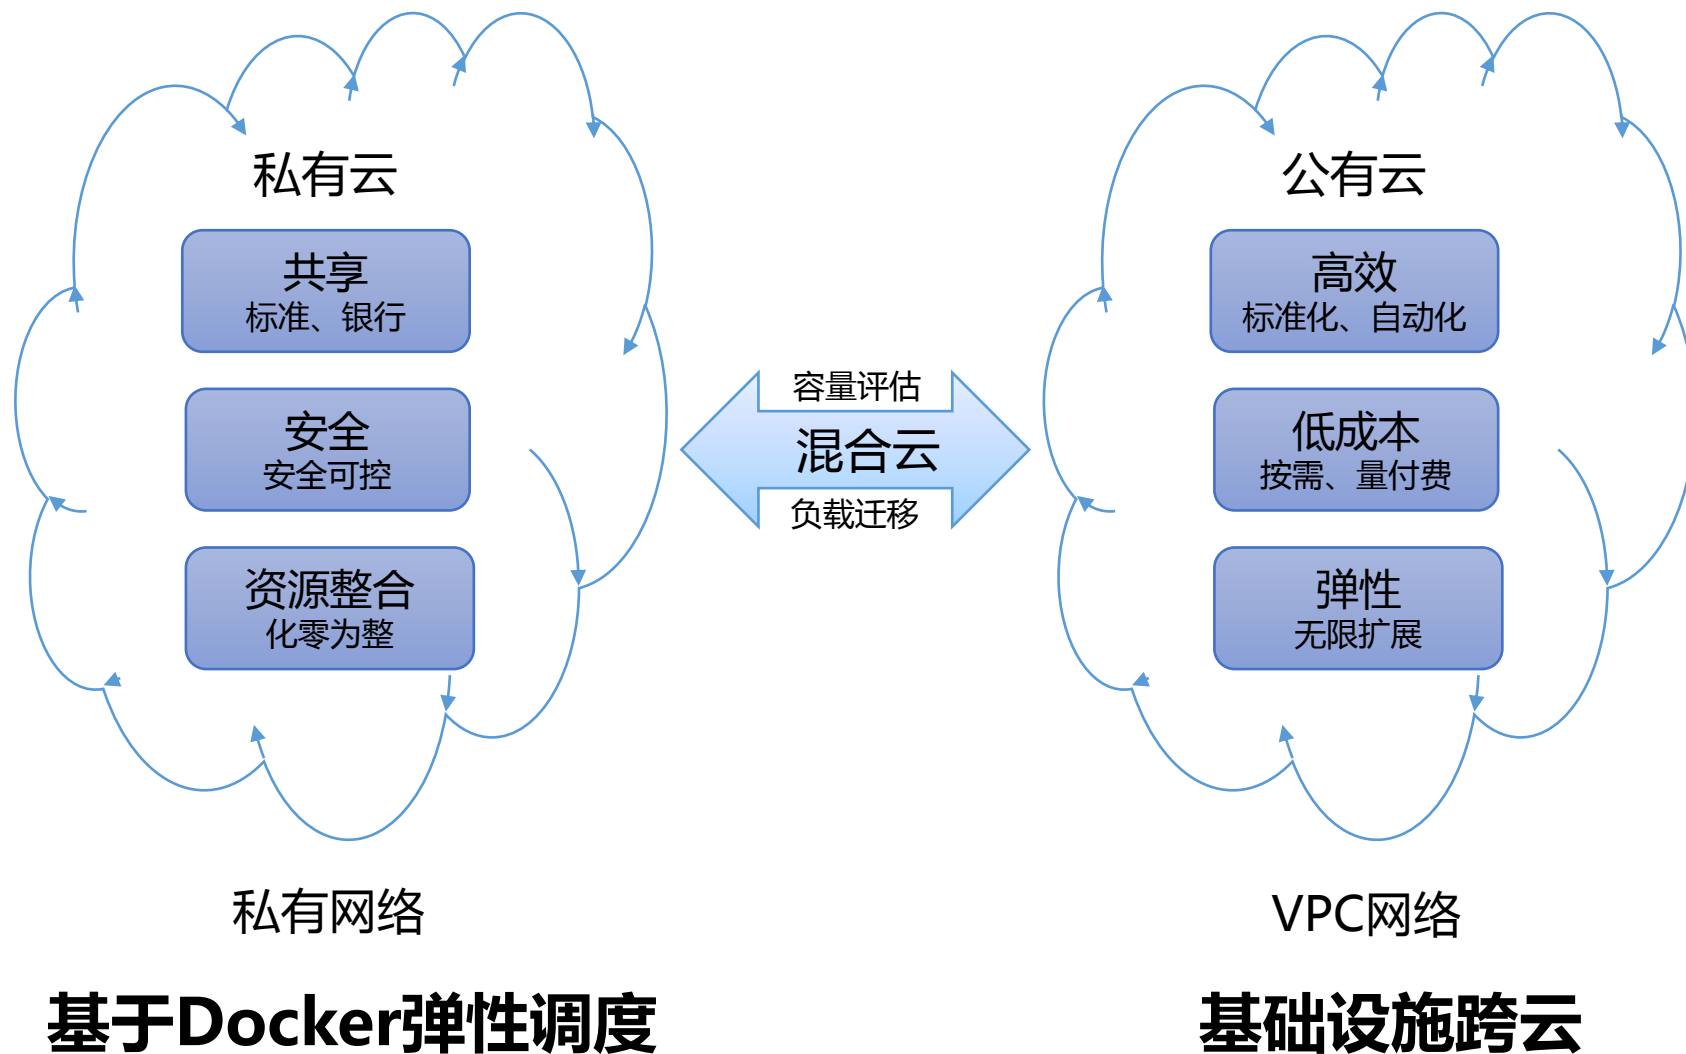 私有云
共享
标准、银行
安全
安全可控
资源整合
化零为整
容量评估
混合云
负载迁移
公有云
高效
标准化、自动化
低成本
按需、量付费
弹性
无限扩展
私有网络
VPC网络
基于Docker弹性调度
基础设施跨云